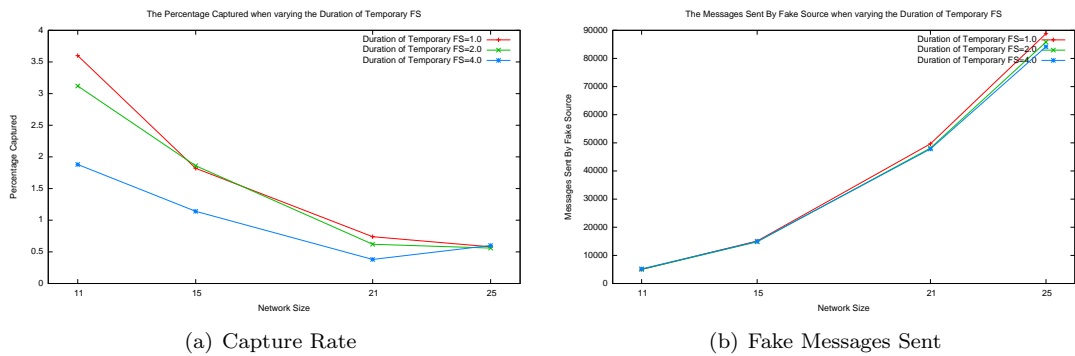 The Percentage Captured when varying the Duration of Temporary FS
4
3.5
3
2.5
2
1.5
1
0.5
0
Percentage Captured
Duration of Temporary FS=1.0
Duration of Temporary FS=2.0
Duration of Temporary FS=4.0
11 15 21 25
Network Size
(a) Capture Rate
The Messages Sent By Fake Source when varying the Duration of Temporary FS
90000
80000
70000
60000
50000
40000
30000
20000
10000
0
Messages Sent By Fake Source
Duration of Temporary FS=1.0
Duration of Temporary FS=2.0
Duration of Temporary FS=4.0
11 15 21 25
Network Size
(b) Fake Messages Sent